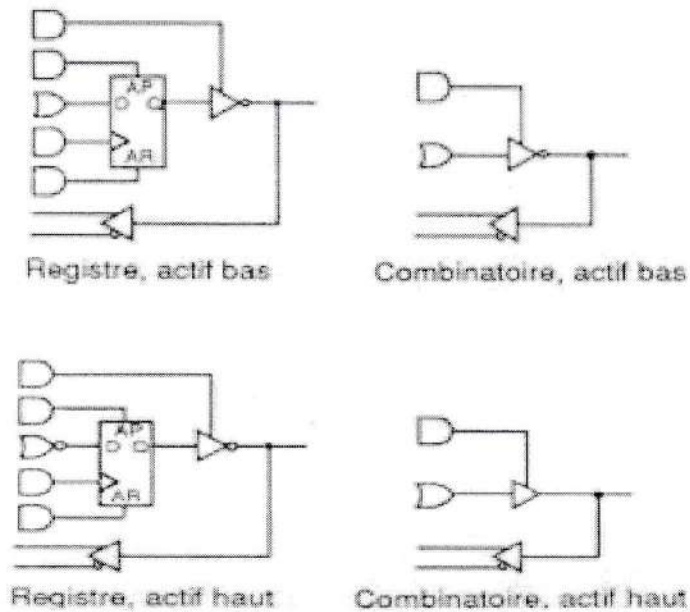 AP
AR
Registre, actif bas
Combinatoire, actif bas
AP
AR
Registre, actif haut
Combinatoire, actif haut